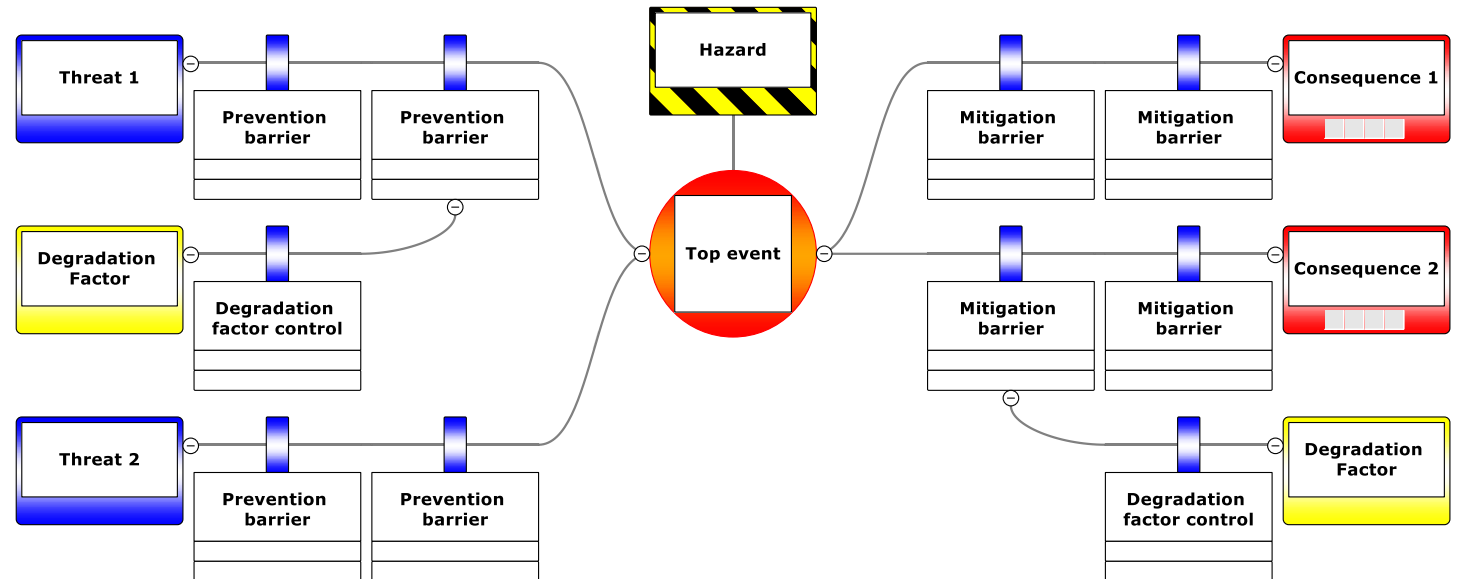 Hazard
Threat 1
Prevention
barrier
Prevention
barrier
Mitigation
barrier
Mitigation
barrier
Consequence 1
Top event
Degradation
Factor
Degradation
factor control
Mitigation
barrier
Mitigation
barrier
Consequence 2
Threat 2
Prevention
barrier
Prevention
barrier
Degradation
factor control
Degradation
Factor